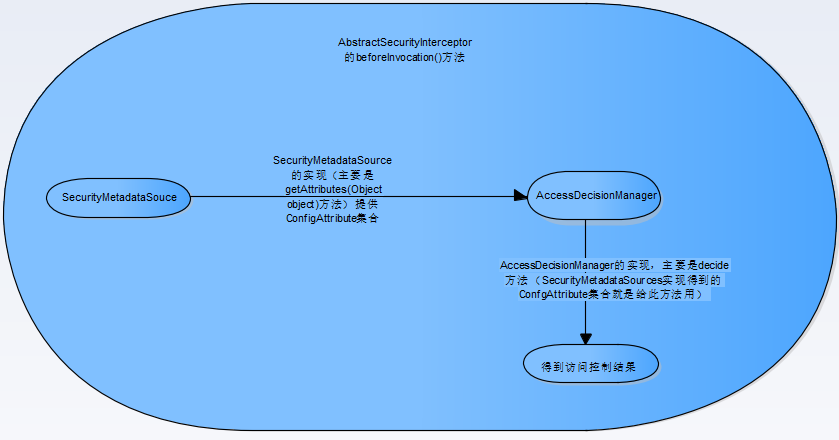 AbstractSecurityInterceptor
的beforeInvocation()方法
SecurityMetadataSource
的实现（主要是
getAttributes(Object
object)方法）提供
ConfigAttribute集合
SecurityMetadataSouce
AccessDecisionManager
AccessDecisionManager的实现，主要是decide
方法（SecurityMetadataSources实现得到的
ConfgAttribute集合就是给此方法用）
得到访问控制结果